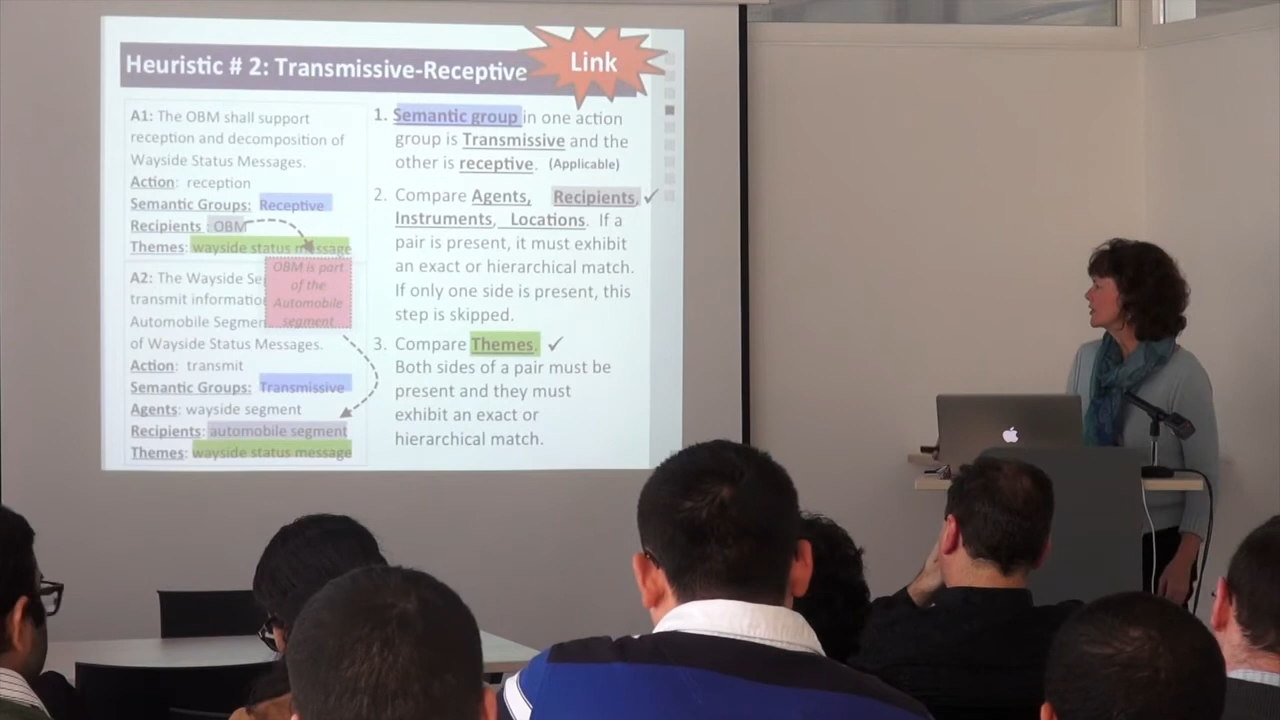 Heuristic # 2: Transmissive-Receptive
Link
A1: The OBM shall support
reception and decomposition of
Wayside Status Messages.
Action: reception
Semantic Groups: Receptive
Recipients : OBM
Themes: wayside status message
OBM is part
of the
Automobile
segment
A2: The Wayside Se
transmit informatio
Automobile Segmen
of Wayside Status Messages.
Action: transmit
Semantic Groups: Transmissive
Agents: wayside segment
Recipients: automobile segment
Themes: wayside status message
1. Semantic group in one action
group is Transmissive and the
other is receptive. (Applicable)
2. Compare Agents, Recipients, ✓
Instruments, Locations. If a
pair is present, it must exhibit
an exact or hierarchical match.
If only one side is present, this
step is skipped.
3. Compare Themes. ✓
Both sides of a pair must be
present and they must
exhibit an exact or
hierarchical match.